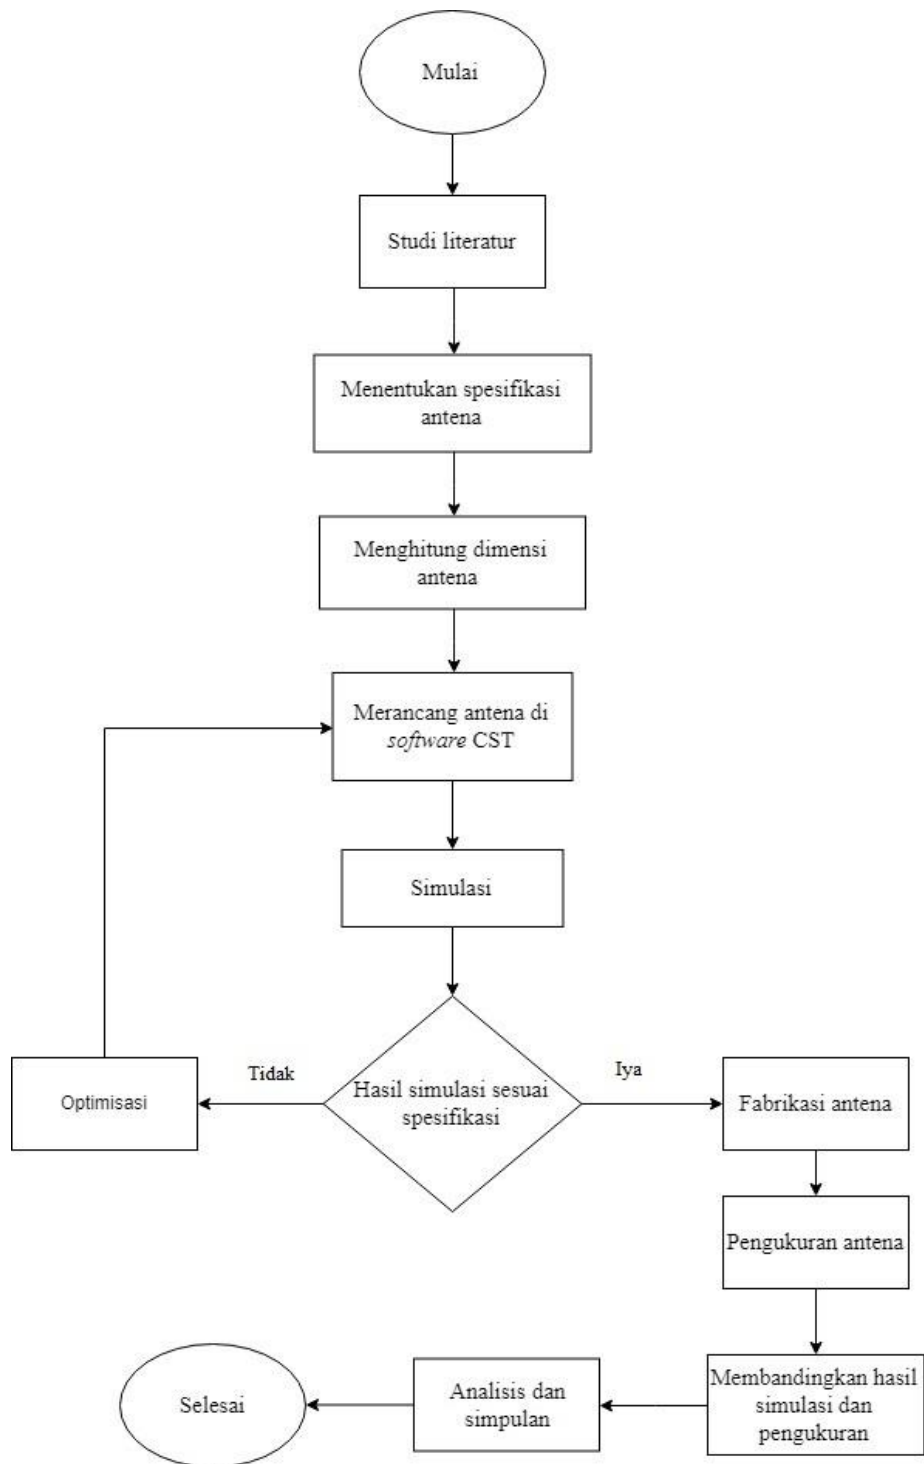 Mulai
Studi literatur
Menentukan spesifikasi
antena
Menghitung dimensi
antena
Merancang antena di
software CST
Simulasi
Hasil simulasi sesuai
spesifikasi
Tidak
Optimisasi
Iya
Fabrikasi antena
Pengukuran antena
Membandingkan hasil
simulasi dan
pengukuran
Analisis dan
simpulan
Selesai